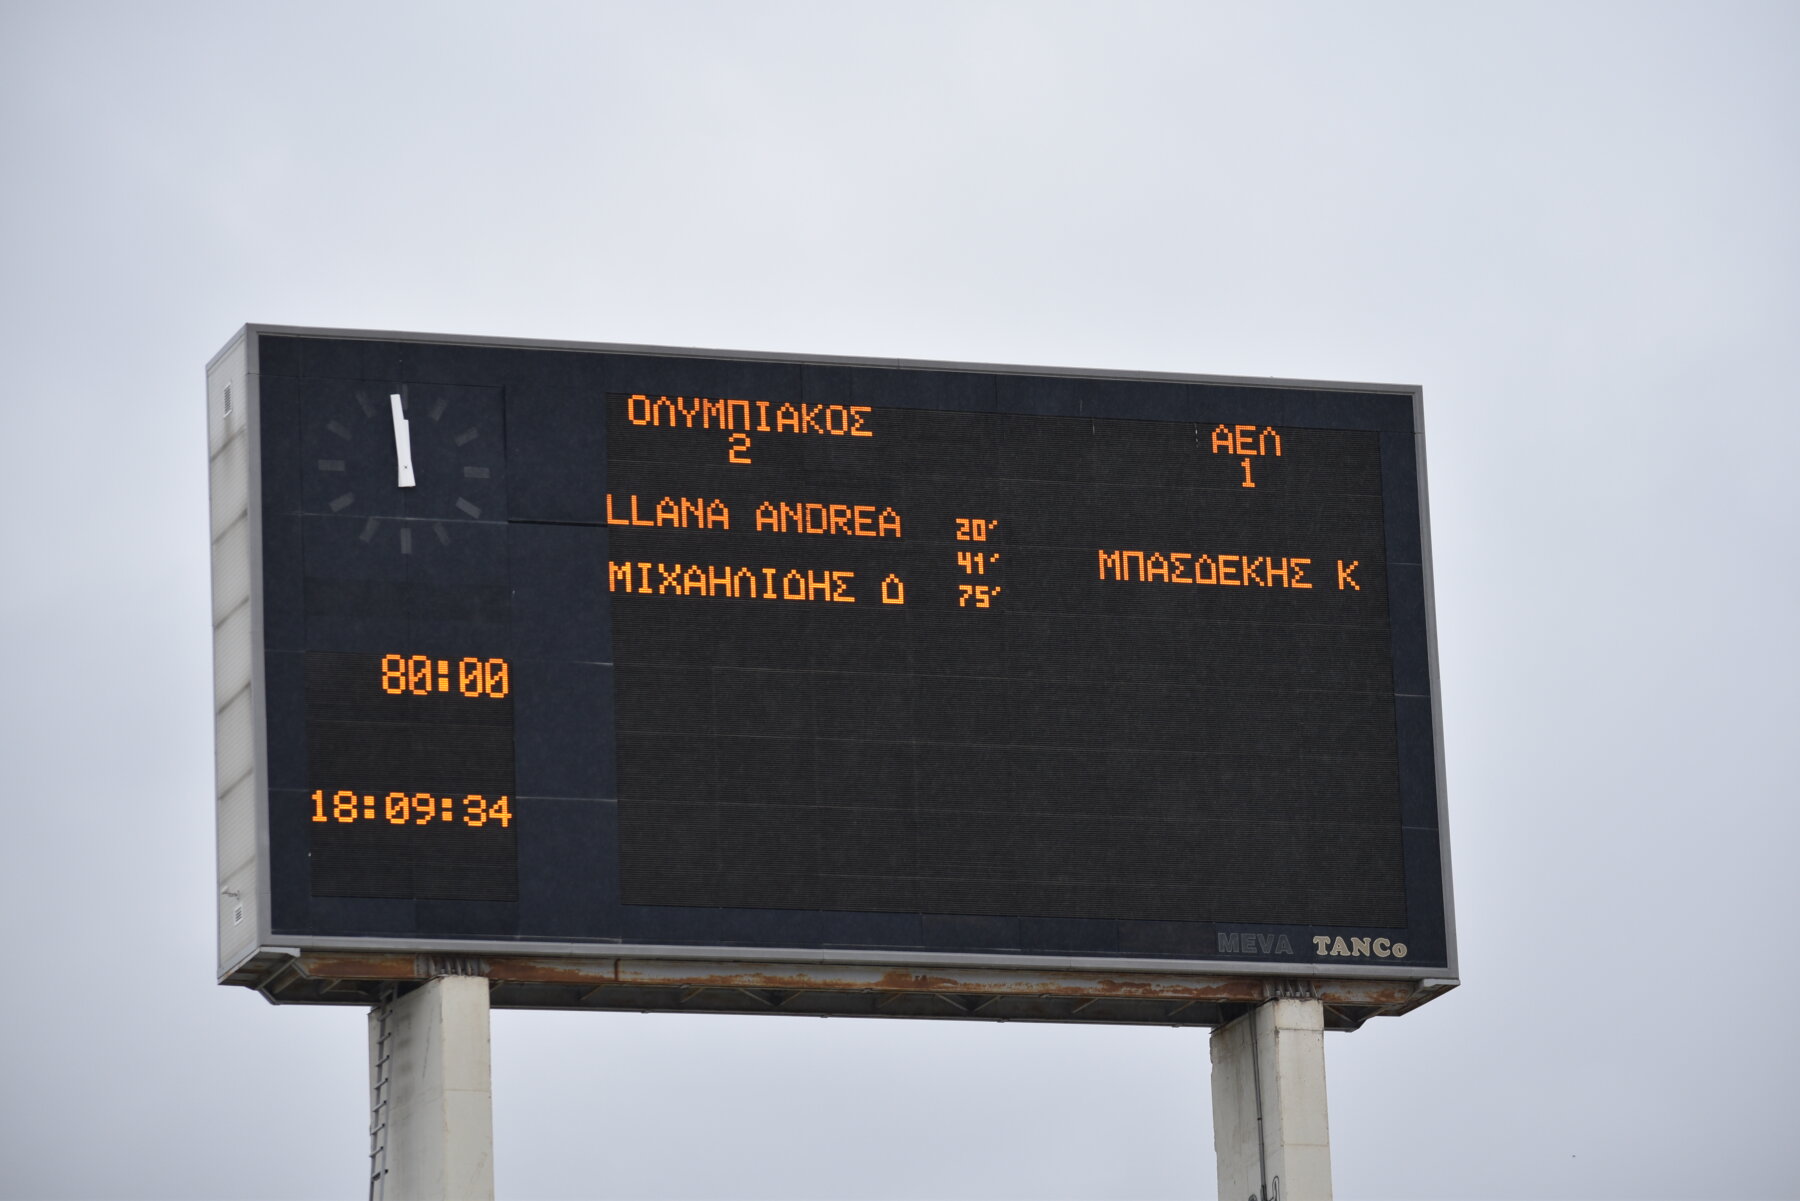 ΟΛΥΜΠΙΑΚΟΣ ΑΕΛ
2 1
LLANA ANDREA 20'
41' ΜΠΑΣΔΕΚΗΣ Κ
ΜΙΧΑΗΛΙΔΗΣ Δ 75'
80:00
18:09:34
MEVA TANCo